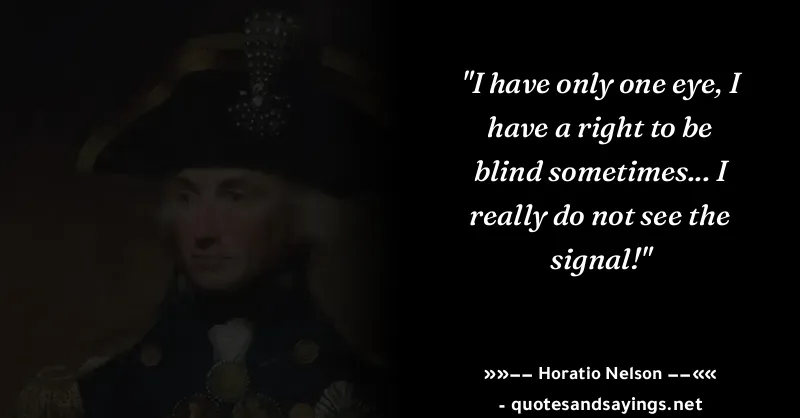 "I have only one eye, I
have a right to be
blind sometimes... I
really do not see the
signal!"
»»–– Horatio Nelson ––««
- quotesandsayings.net